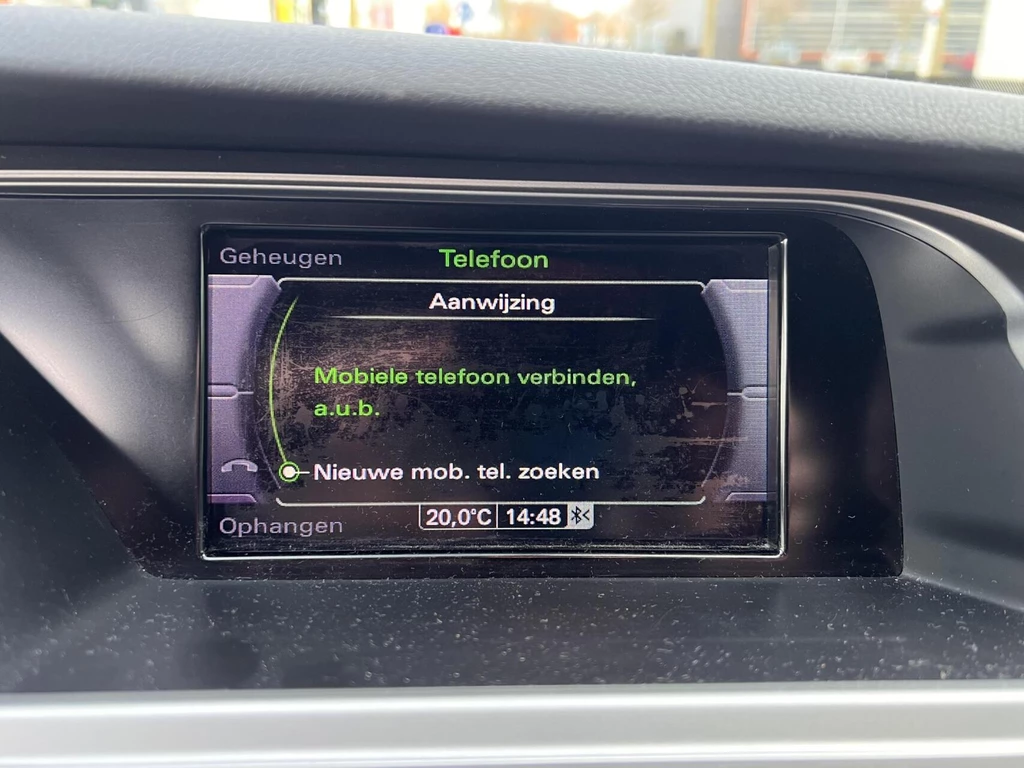 Geheugen
Telefoon
Aanwijzing
Mobiele telefoon verbinden,
a.u.b.
Nieuwe mob. tel. zoeken
Ophangen
20,0°C 14:48